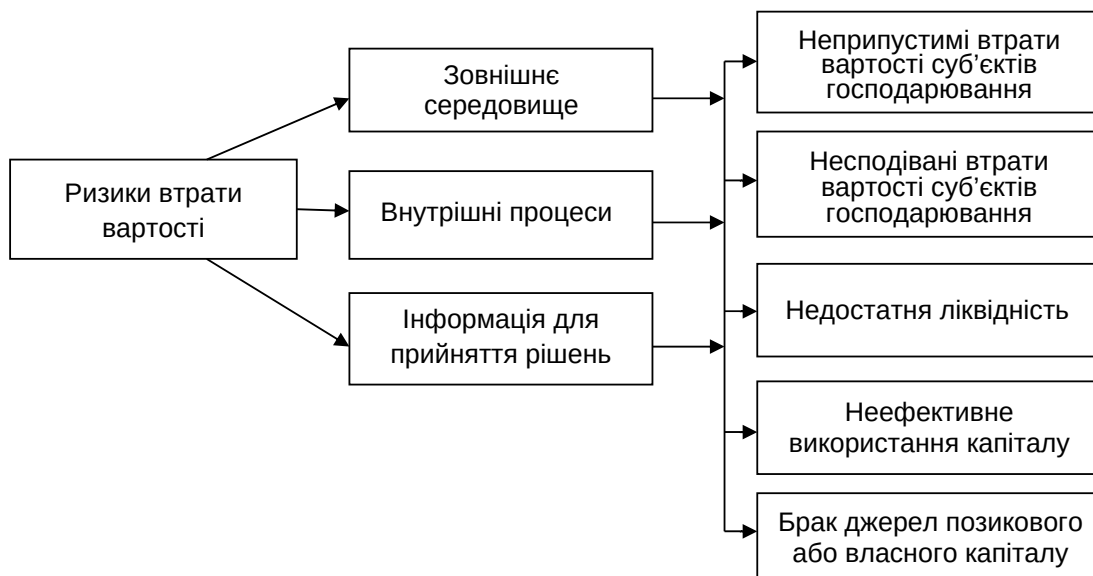 Ризики втрати
вартості
Зовнішнє
середовище
Внутрішні процеси
Інформація для
прийняття рішень
Неприпустимі втрати
вартості суб’єктів
господарювання
Несподівані втрати
вартості суб’єктів
господарювання
Недостатня ліквідність
Неефективне
використання капіталу
Брак джерел позикового
або власного капіталу